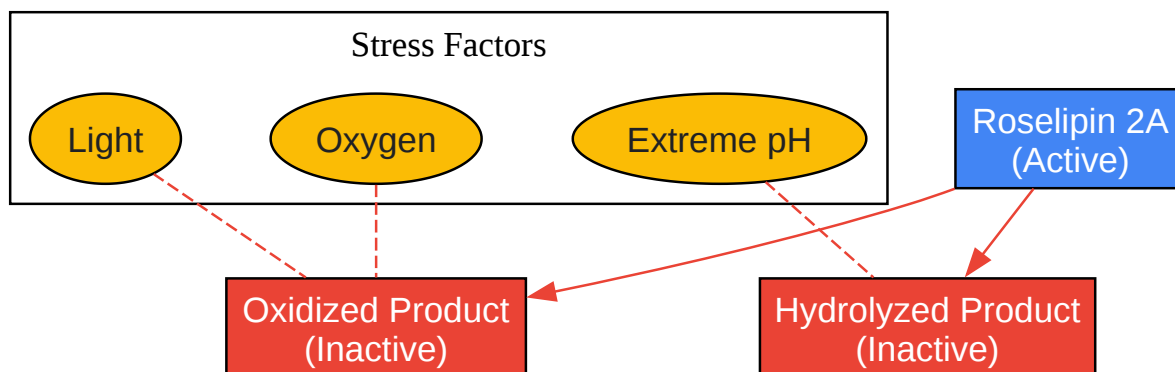 Stress Factors
Light
Oxygen
Extreme pH
Roselipin 2A
(Active)
Oxidized Product
(Inactive)
Hydrolyzed Product
(Inactive)